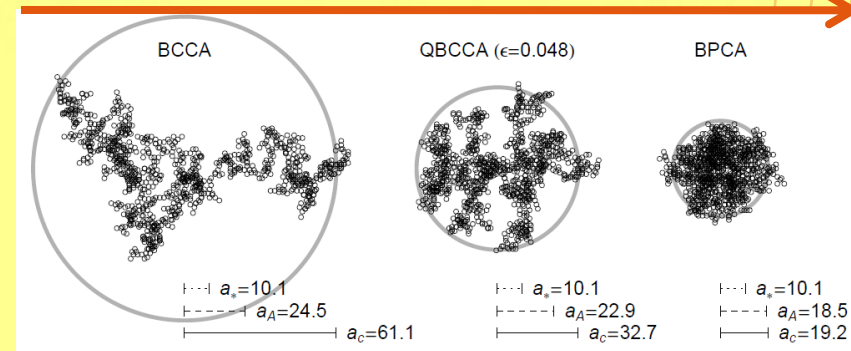 BCCA QBCCA (ϵ=0.048) BPCA
a*=10.1 a*=10.1 a*=10.1
aA=24.5 aA=22.9 aA=18.5
ac=61.1 ac=32.7 ac=19.2